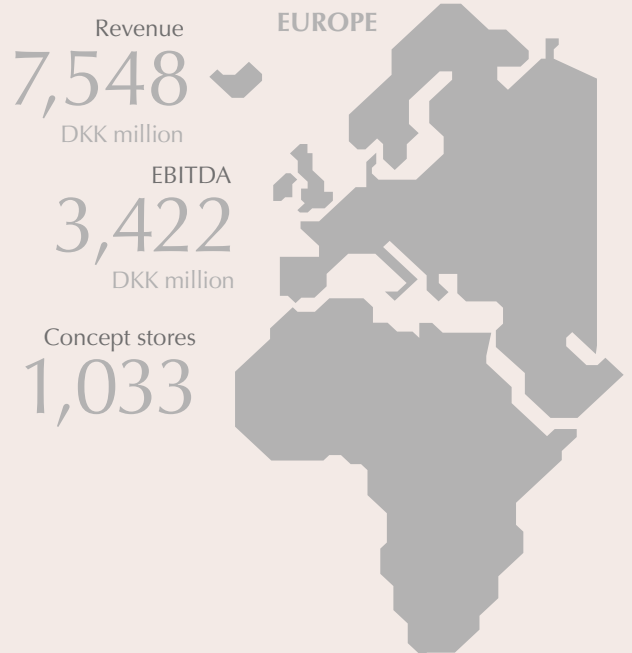 Revenue
EUROPE
7,548
DKK million
EBITDA
3,422
DKK million
Concept stores
1,033